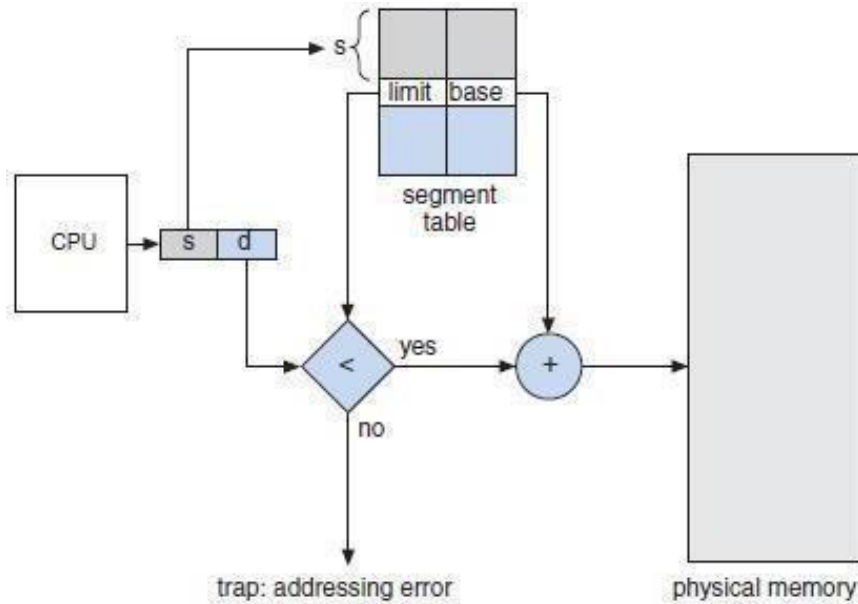 s
limit base
segment
table
CPU
s d
<
yes
+
no
trap: addressing error
physical memory